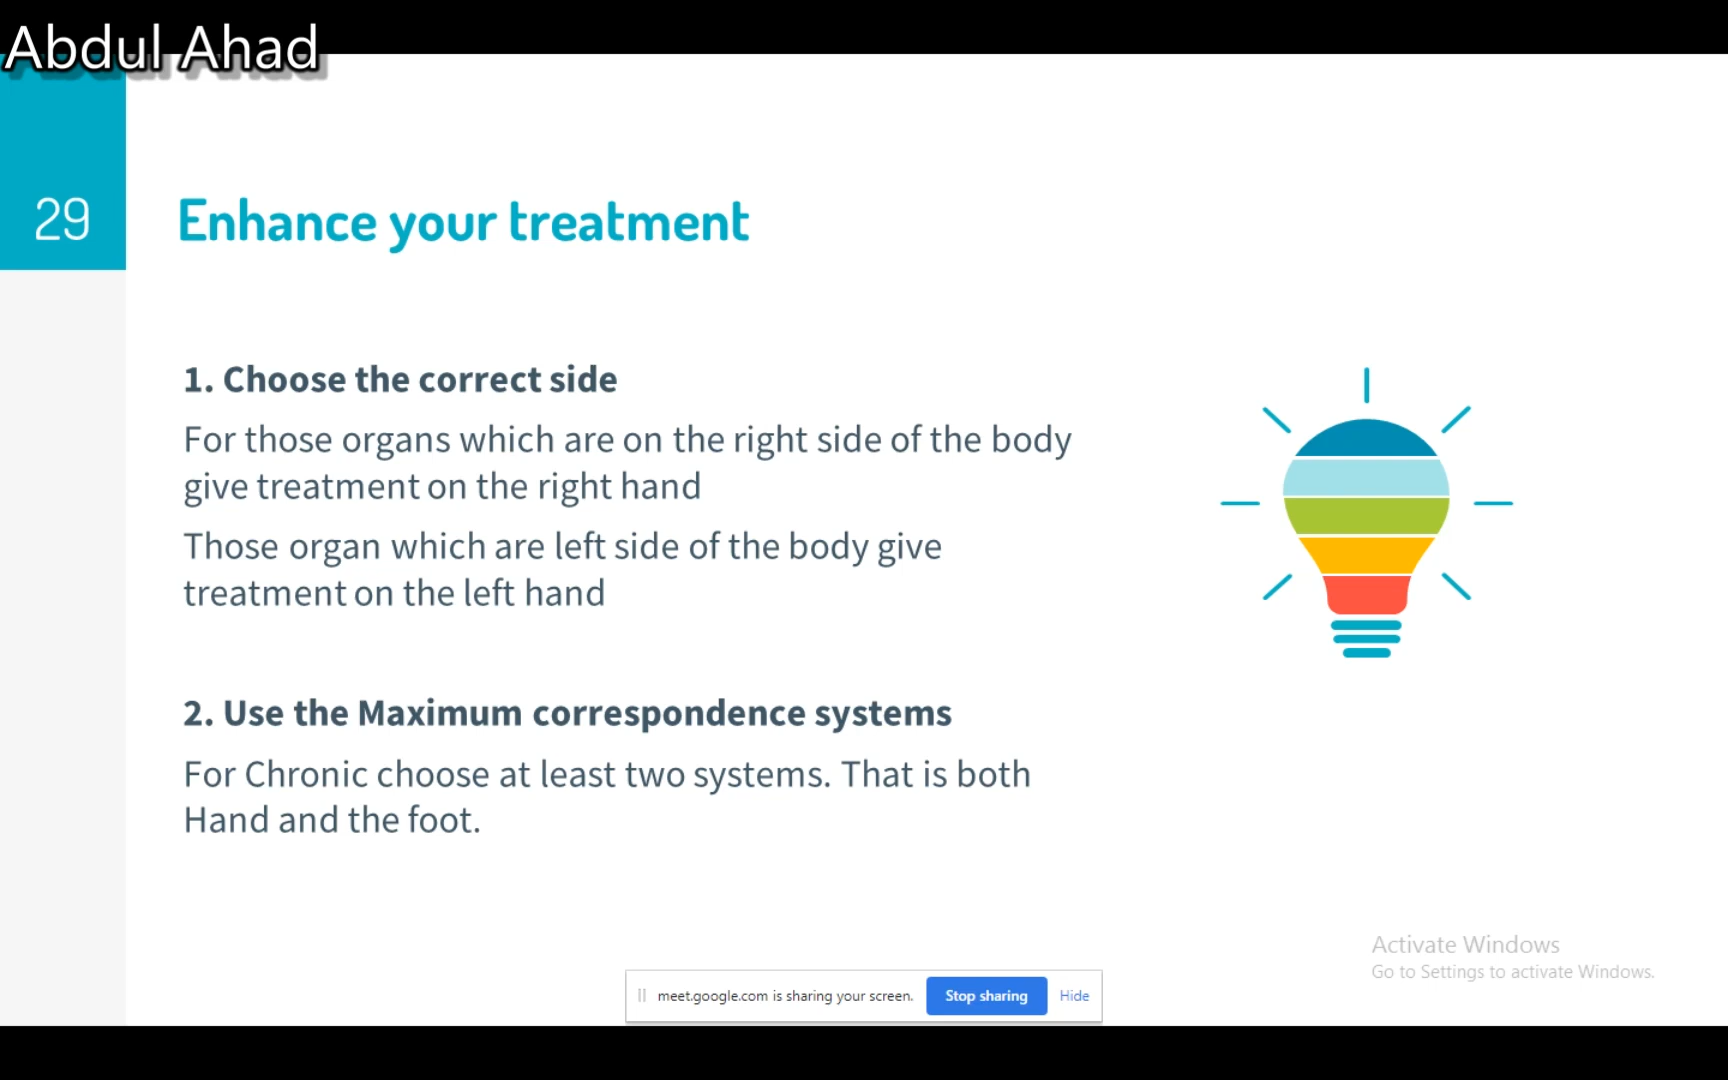 Abdul Ahad
29
Enhance your treatment
1. Choose the correct side
For those organs which are on the right side of the body
give treatment on the right hand
Those organ which are left side of the body give
treatment on the left hand
2. Use the Maximum correspondence systems
For Chronic choose at least two systems. That is both
Hand and the foot.
Activate Windows
Go to Settings to activate Windows.
meet.google.com is sharing your screen.
Stop sharing
Hide